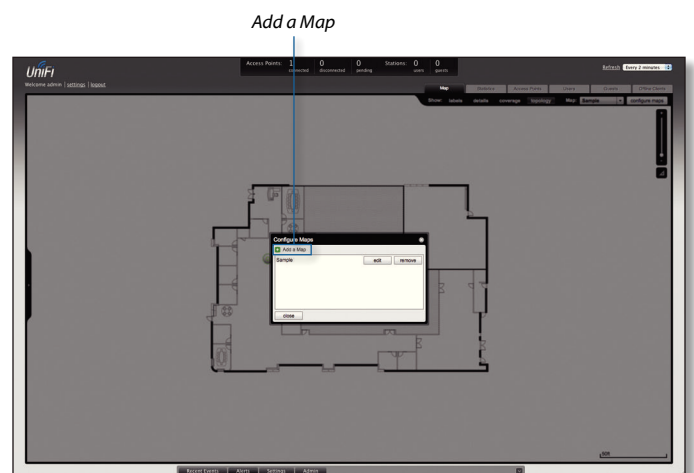 Add a Map
UniFi
Access Points: 1 connected 0 disconnected 0 pending Stations: 0 users 0 guests
Refresh Every 2 minutes
Welcome admin | settings | logout
Map Statistics Access Points Users Guests Offline Clients
Show: labels details coverage topology Map: Sample configure maps
Configure Maps
Add a Map
Sample edit remove
close
Recent Events Alerts Settings Admin